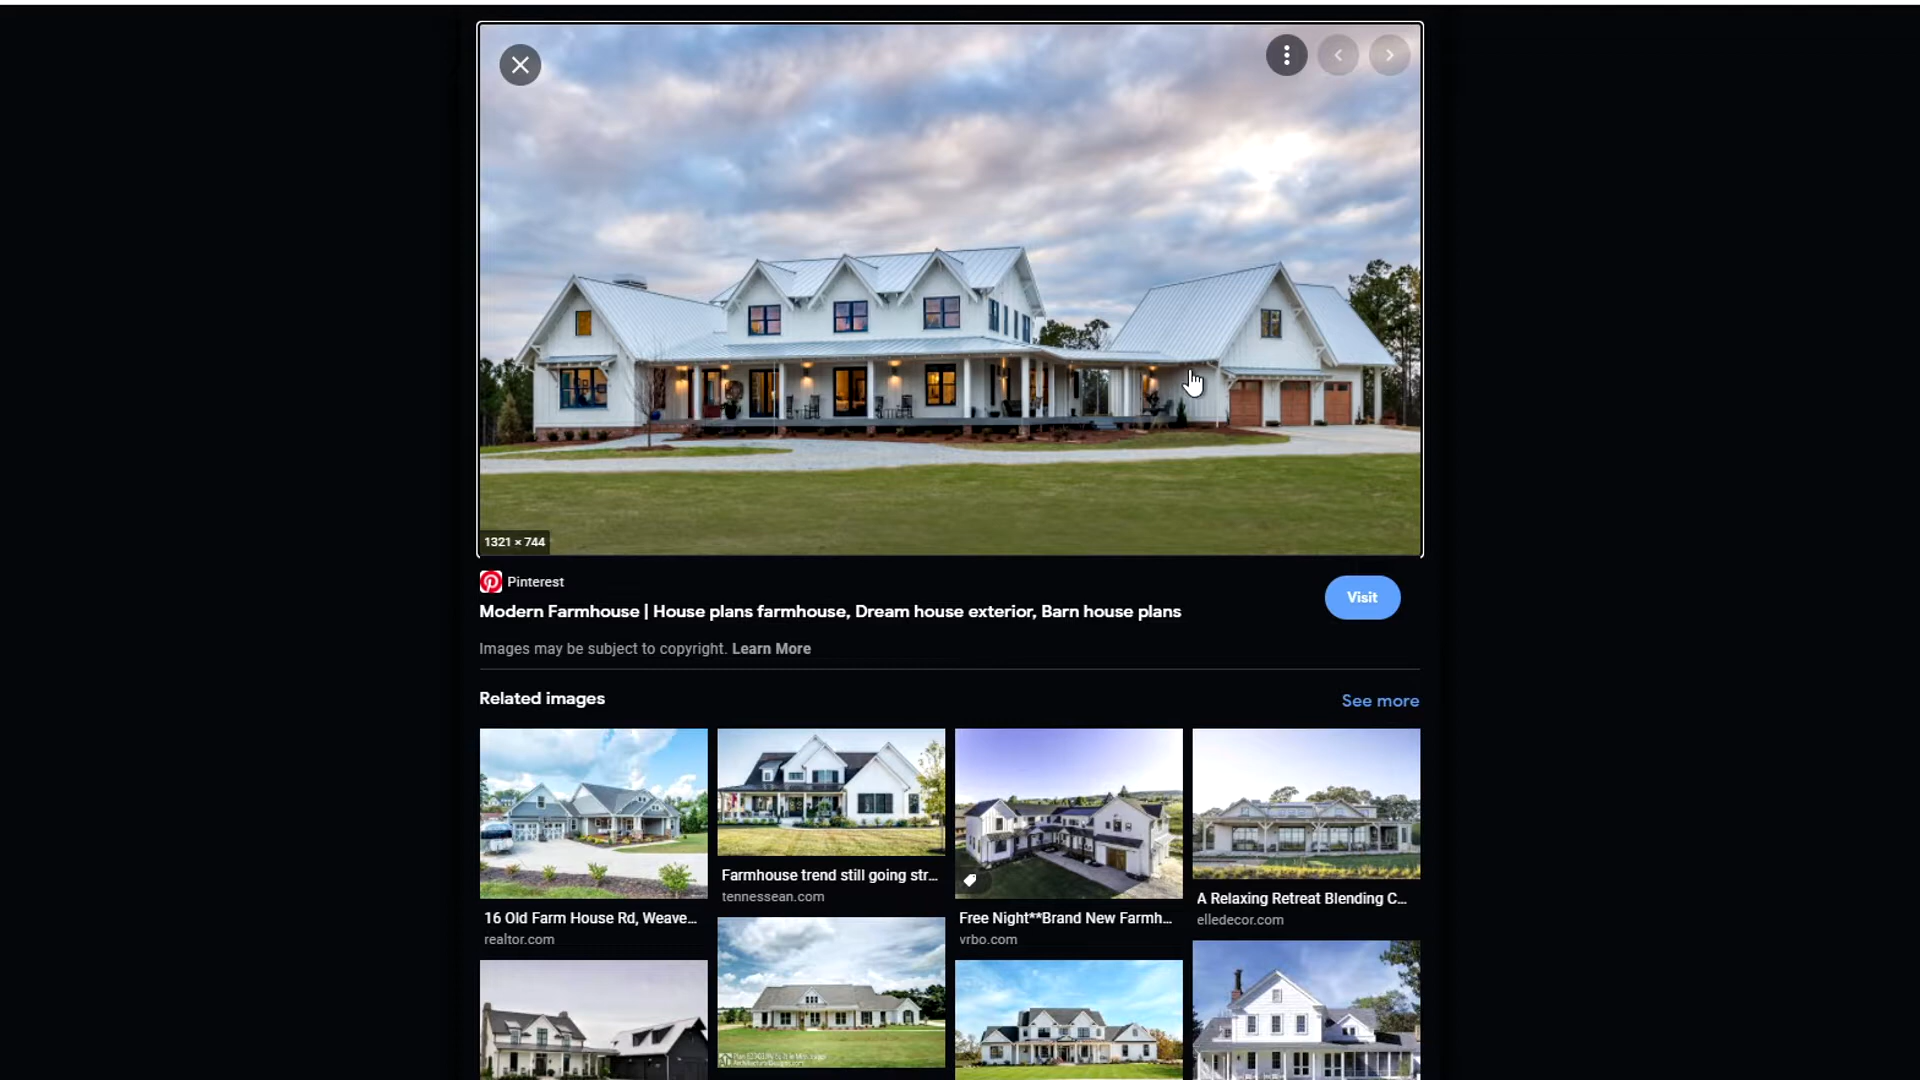 1321 × 744
Pinterest
Modern Farmhouse | House plans farmhouse, Dream house exterior, Barn house plans
Visit
Images may be subject to copyright. Learn More
Related images
See more
16 Old Farm House Rd, Weave...
realtor.com
Farmhouse trend still going str...
tennessean.com
Free Night**Brand New Farmh...
vrbo.com
A Relaxing Retreat Blending C...
elledecor.com